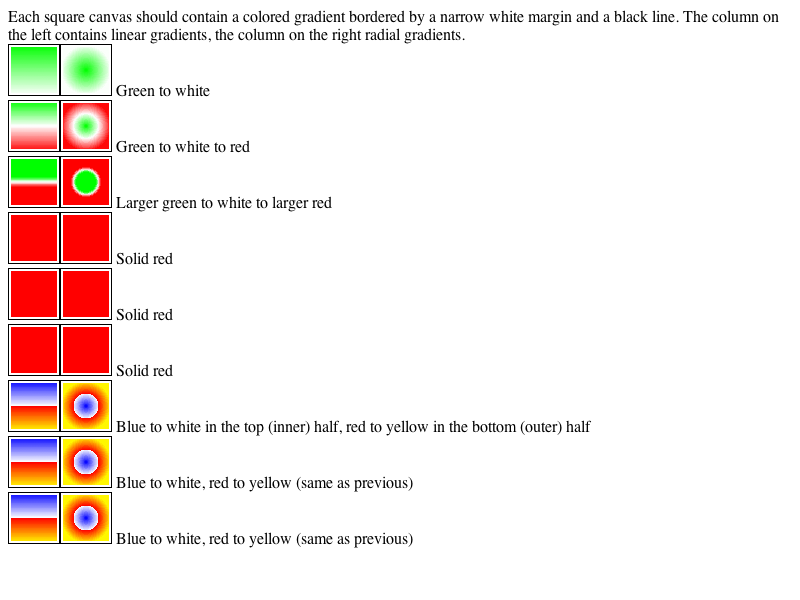 Each square canvas should contain a colored gradient bordered by a narrow white margin and a black line. The column on
the left contains linear gradients, the column on the right radial gradients.
Green to white
Green to white to red
Larger green to white to larger red
Solid red
Solid red
Solid red
Blue to white in the top (inner) half, red to yellow in the bottom (outer) half
Blue to white, red to yellow (same as previous)
Blue to white, red to yellow (same as previous)